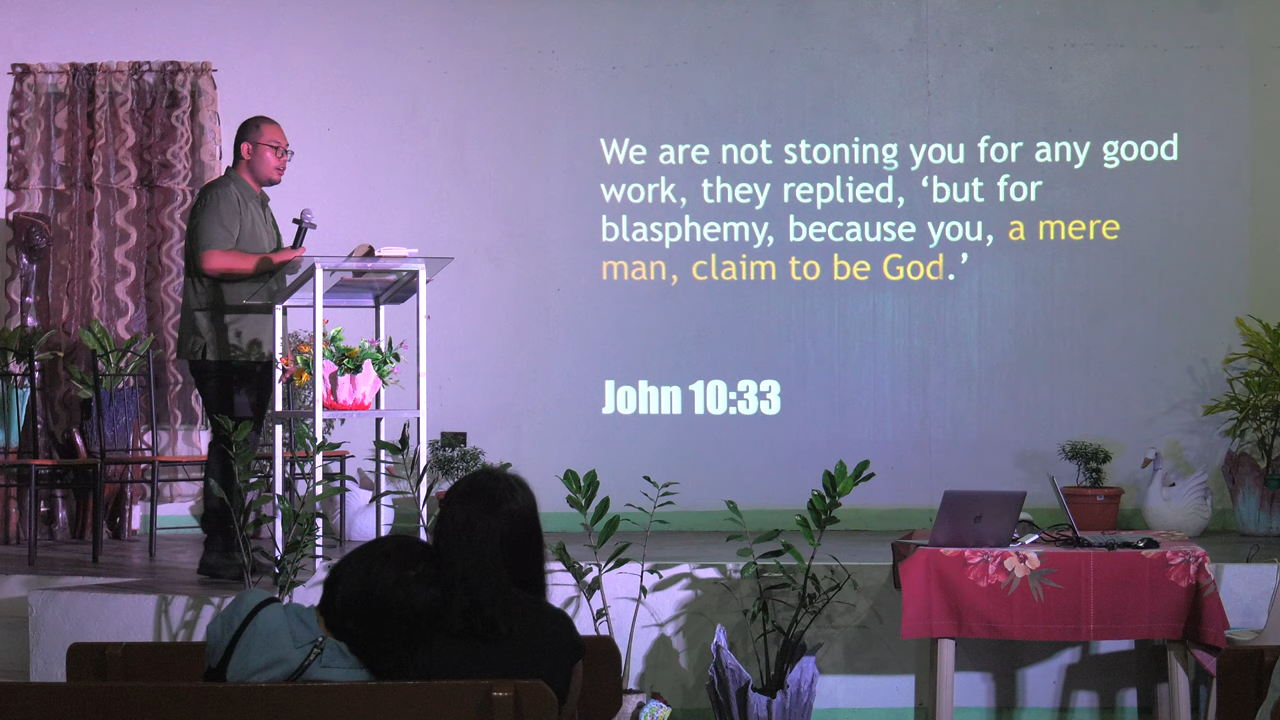 We are not stoning you for any good
work, they replied, ‘but for
blasphemy, because you, a mere
man, claim to be God.’
John 10:33